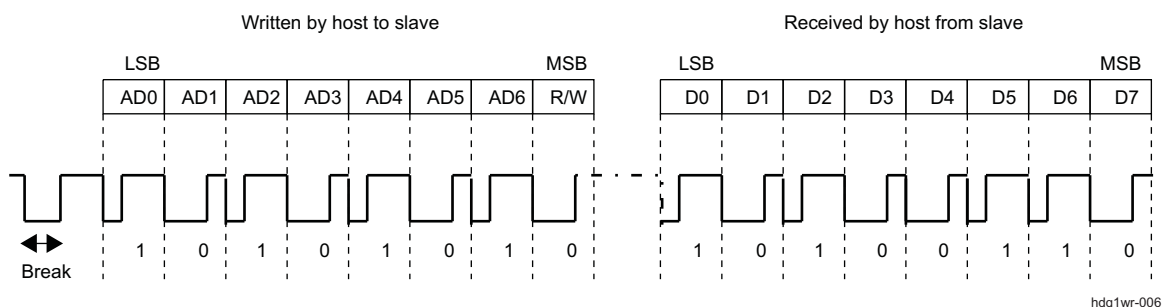 Written by host to slave Received by host from slave
LSB MSB LSB MSB
AD0 AD1 AD2 AD3 AD4 AD5 AD6 R/W D0 D1 D2 D3 D4 D5 D6 D7
1 0 1 0 1 0 1 0 1 0 1 0 0 1 1 0
Break
hdq1wr-006